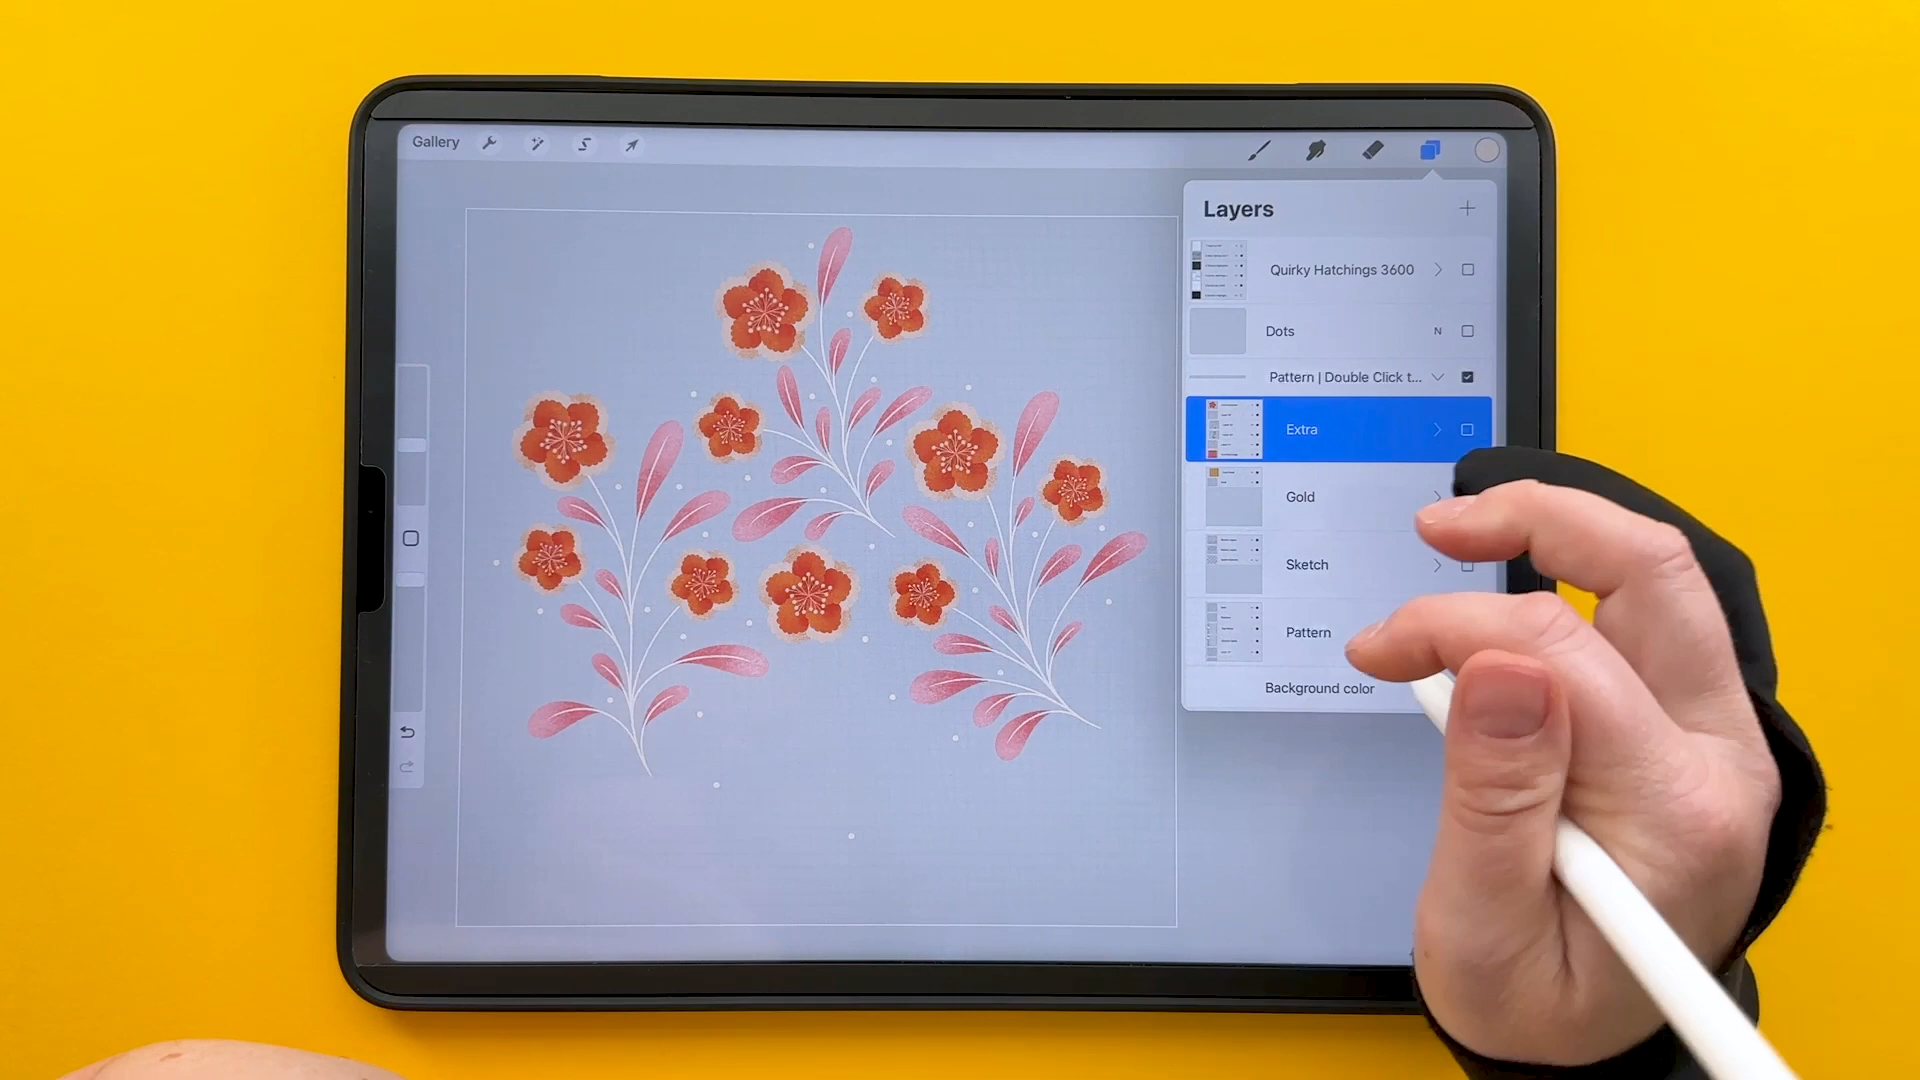 Gallery
Layers
Quirky Hatchings 3600
Dots
N
Pattern | Double Click t...
Extra
Gold
Sketch
Pattern
Background color